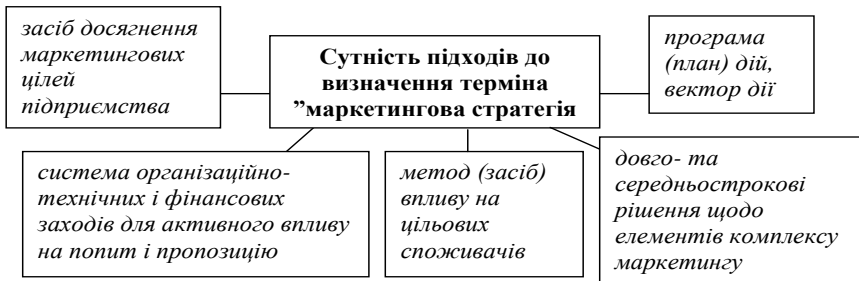 засіб досягнення
маркетингових
цілей
підприємства
Сутність підходів до
визначення терміна
”маркетингова стратегія
програма
(план) дій,
вектор дії
система організаційно-
технічних і фінансових
заходів для активного впливу
на попит і пропозицію
метод (засіб)
впливу на
цільових
споживачів
довго- та
середньострокові
рішення щодо
елементів комплексу
маркетингу